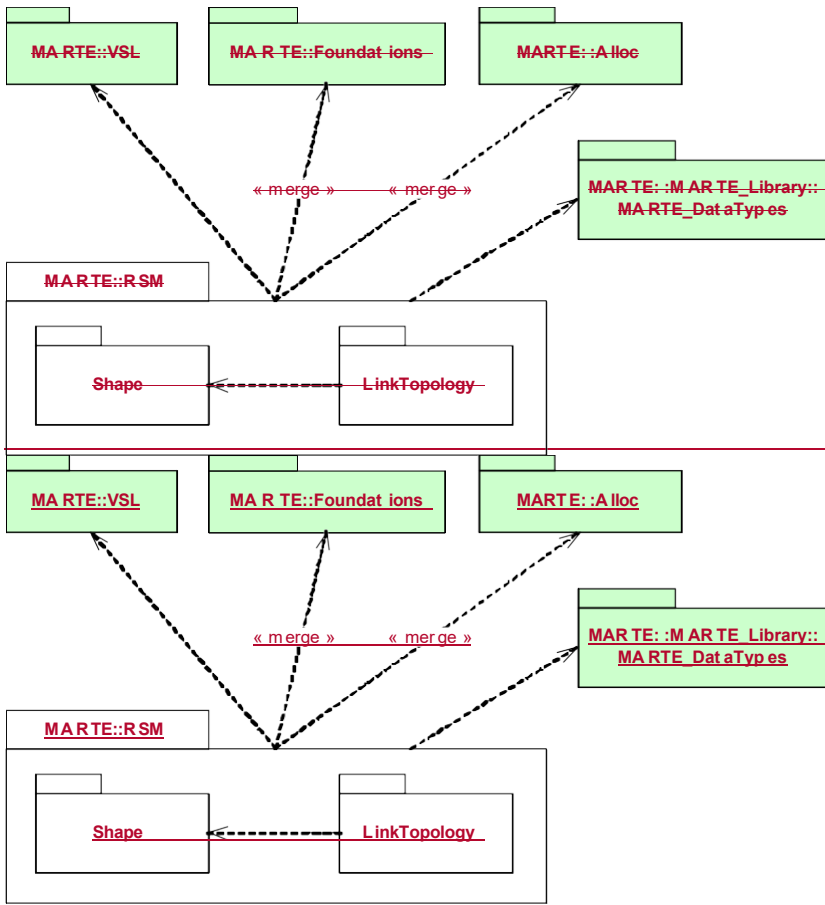 MARTE::VSL
MARTE::Foundations
MARTE::Alloc
« merge »
« merge »
MARTE::MARTE_Library::
MARTE_DataTypes
MARTE::RSM
Shape
LinkTopology
MARTE::VSL
MARTE::Foundations
MARTE::Alloc
« merge »
« merge »
MARTE::MARTE_Library::
MARTE_DataTypes
MARTE::RSM
Shape
LinkTopology